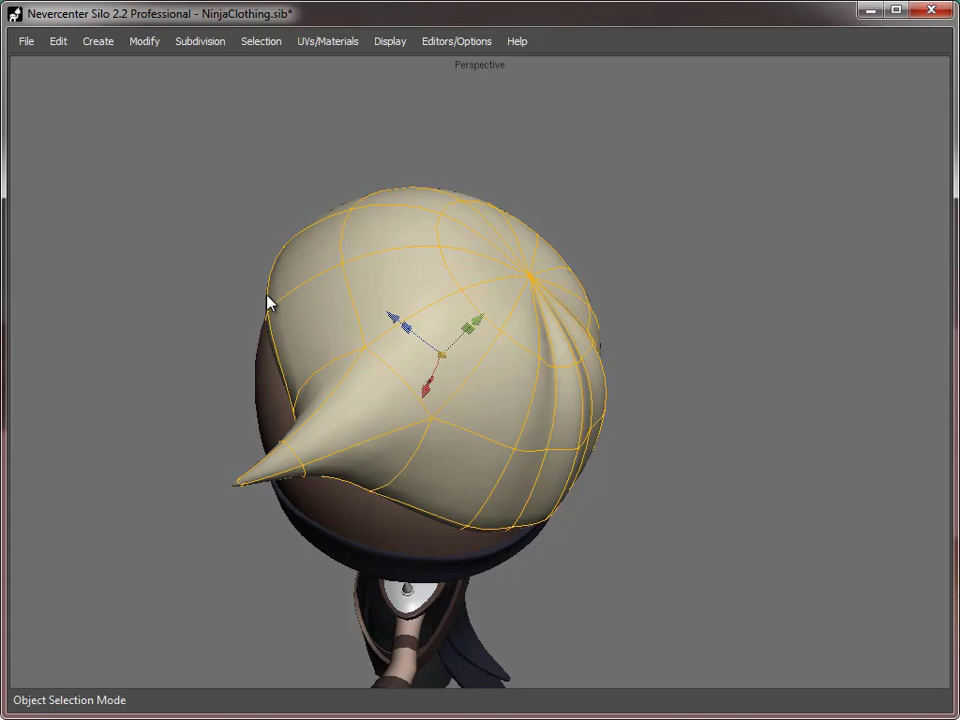 Nevercenter Silo 2.2 Professional - NinjaClothing.sib*
File Edit Create Modify Subdivision Selection UVs/Materials Display Editors/Options Help
Perspective
Object Selection Mode